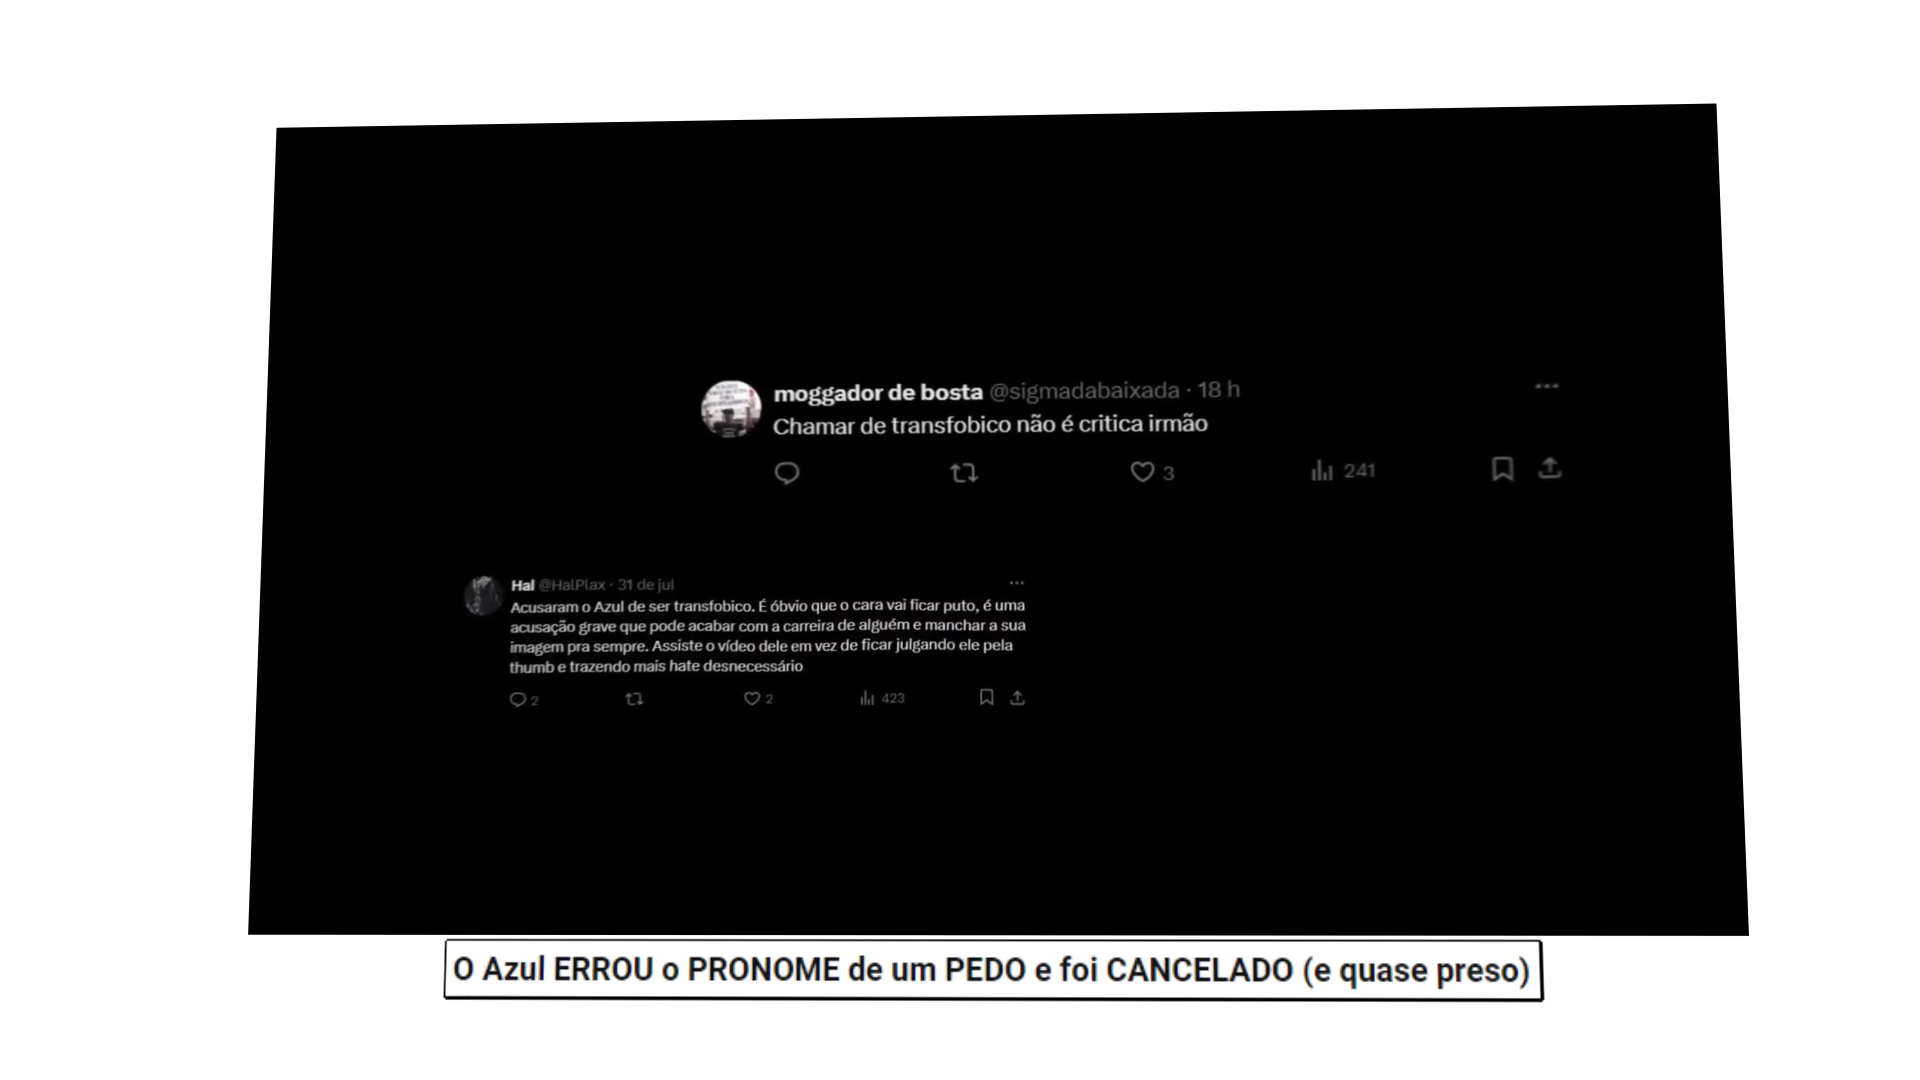 moggador de bosta @sigmadabaixada · 18 h
Chamar de transfobico não é critica irmão
3 241
Hal @HalPlax · 31 de jul
Acusaram o Azul de ser transfobico. É óbvio que o cara vai ficar puto, é uma
acusação grave que pode acabar com a carreira de alguém e manchar a sua
imagem pra sempre. Assiste o vídeo dele em vez de ficar julgando ele pela
thumb e trazendo mais hate desnecessário
2 2 423
O Azul ERROU o PRONOME de um PEDO e foi CANCELADO (e quase preso)